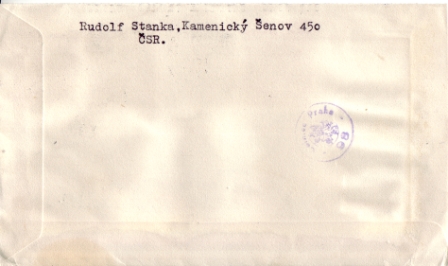 Rudolf Stanka,Kamenický Šenov 450
ČSR.
Praha